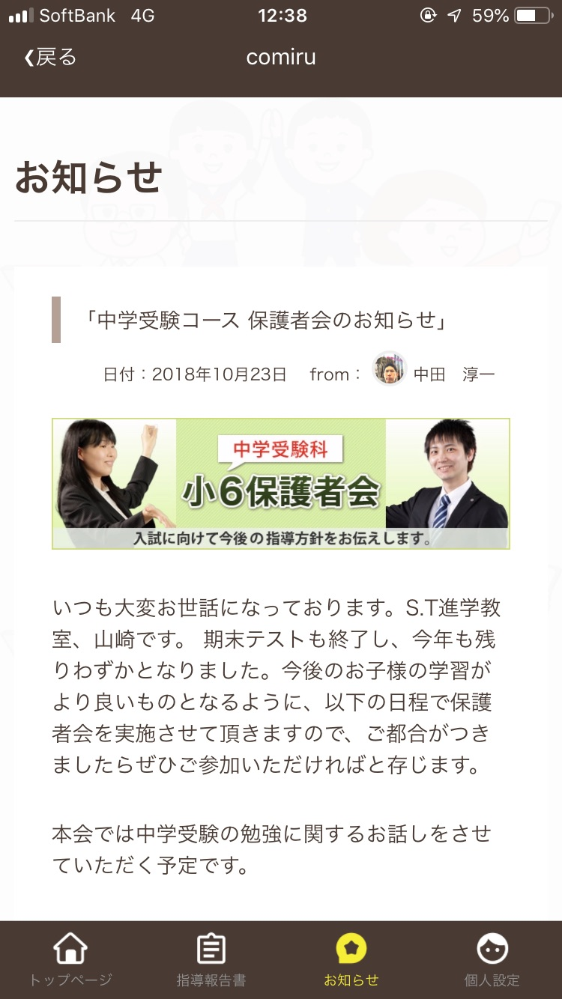 SoftBank 4G 12:38 59%
戻る comiru
お知らせ
「中学受験コース 保護者会のお知らせ」
日付：2018年10月23日 from： 中田　淳一
中学受験科
小6保護者会
入試に向けて今後の指導方針をお伝えします。
いつも大変お世話になっております。S.T進学教
室、山崎です。 期末テストも終了し、今年も残
りわずかとなりました。今後のお子様の学習が
より良いものとなるように、以下の日程で保護
者会を実施させて頂きますので、ご都合がつき
ましたらぜひご参加いただければと存じます。
本会では中学受験の勉強に関するお話しをさせ
ていただく予定です。
トップページ 指導報告書 お知らせ 個人設定